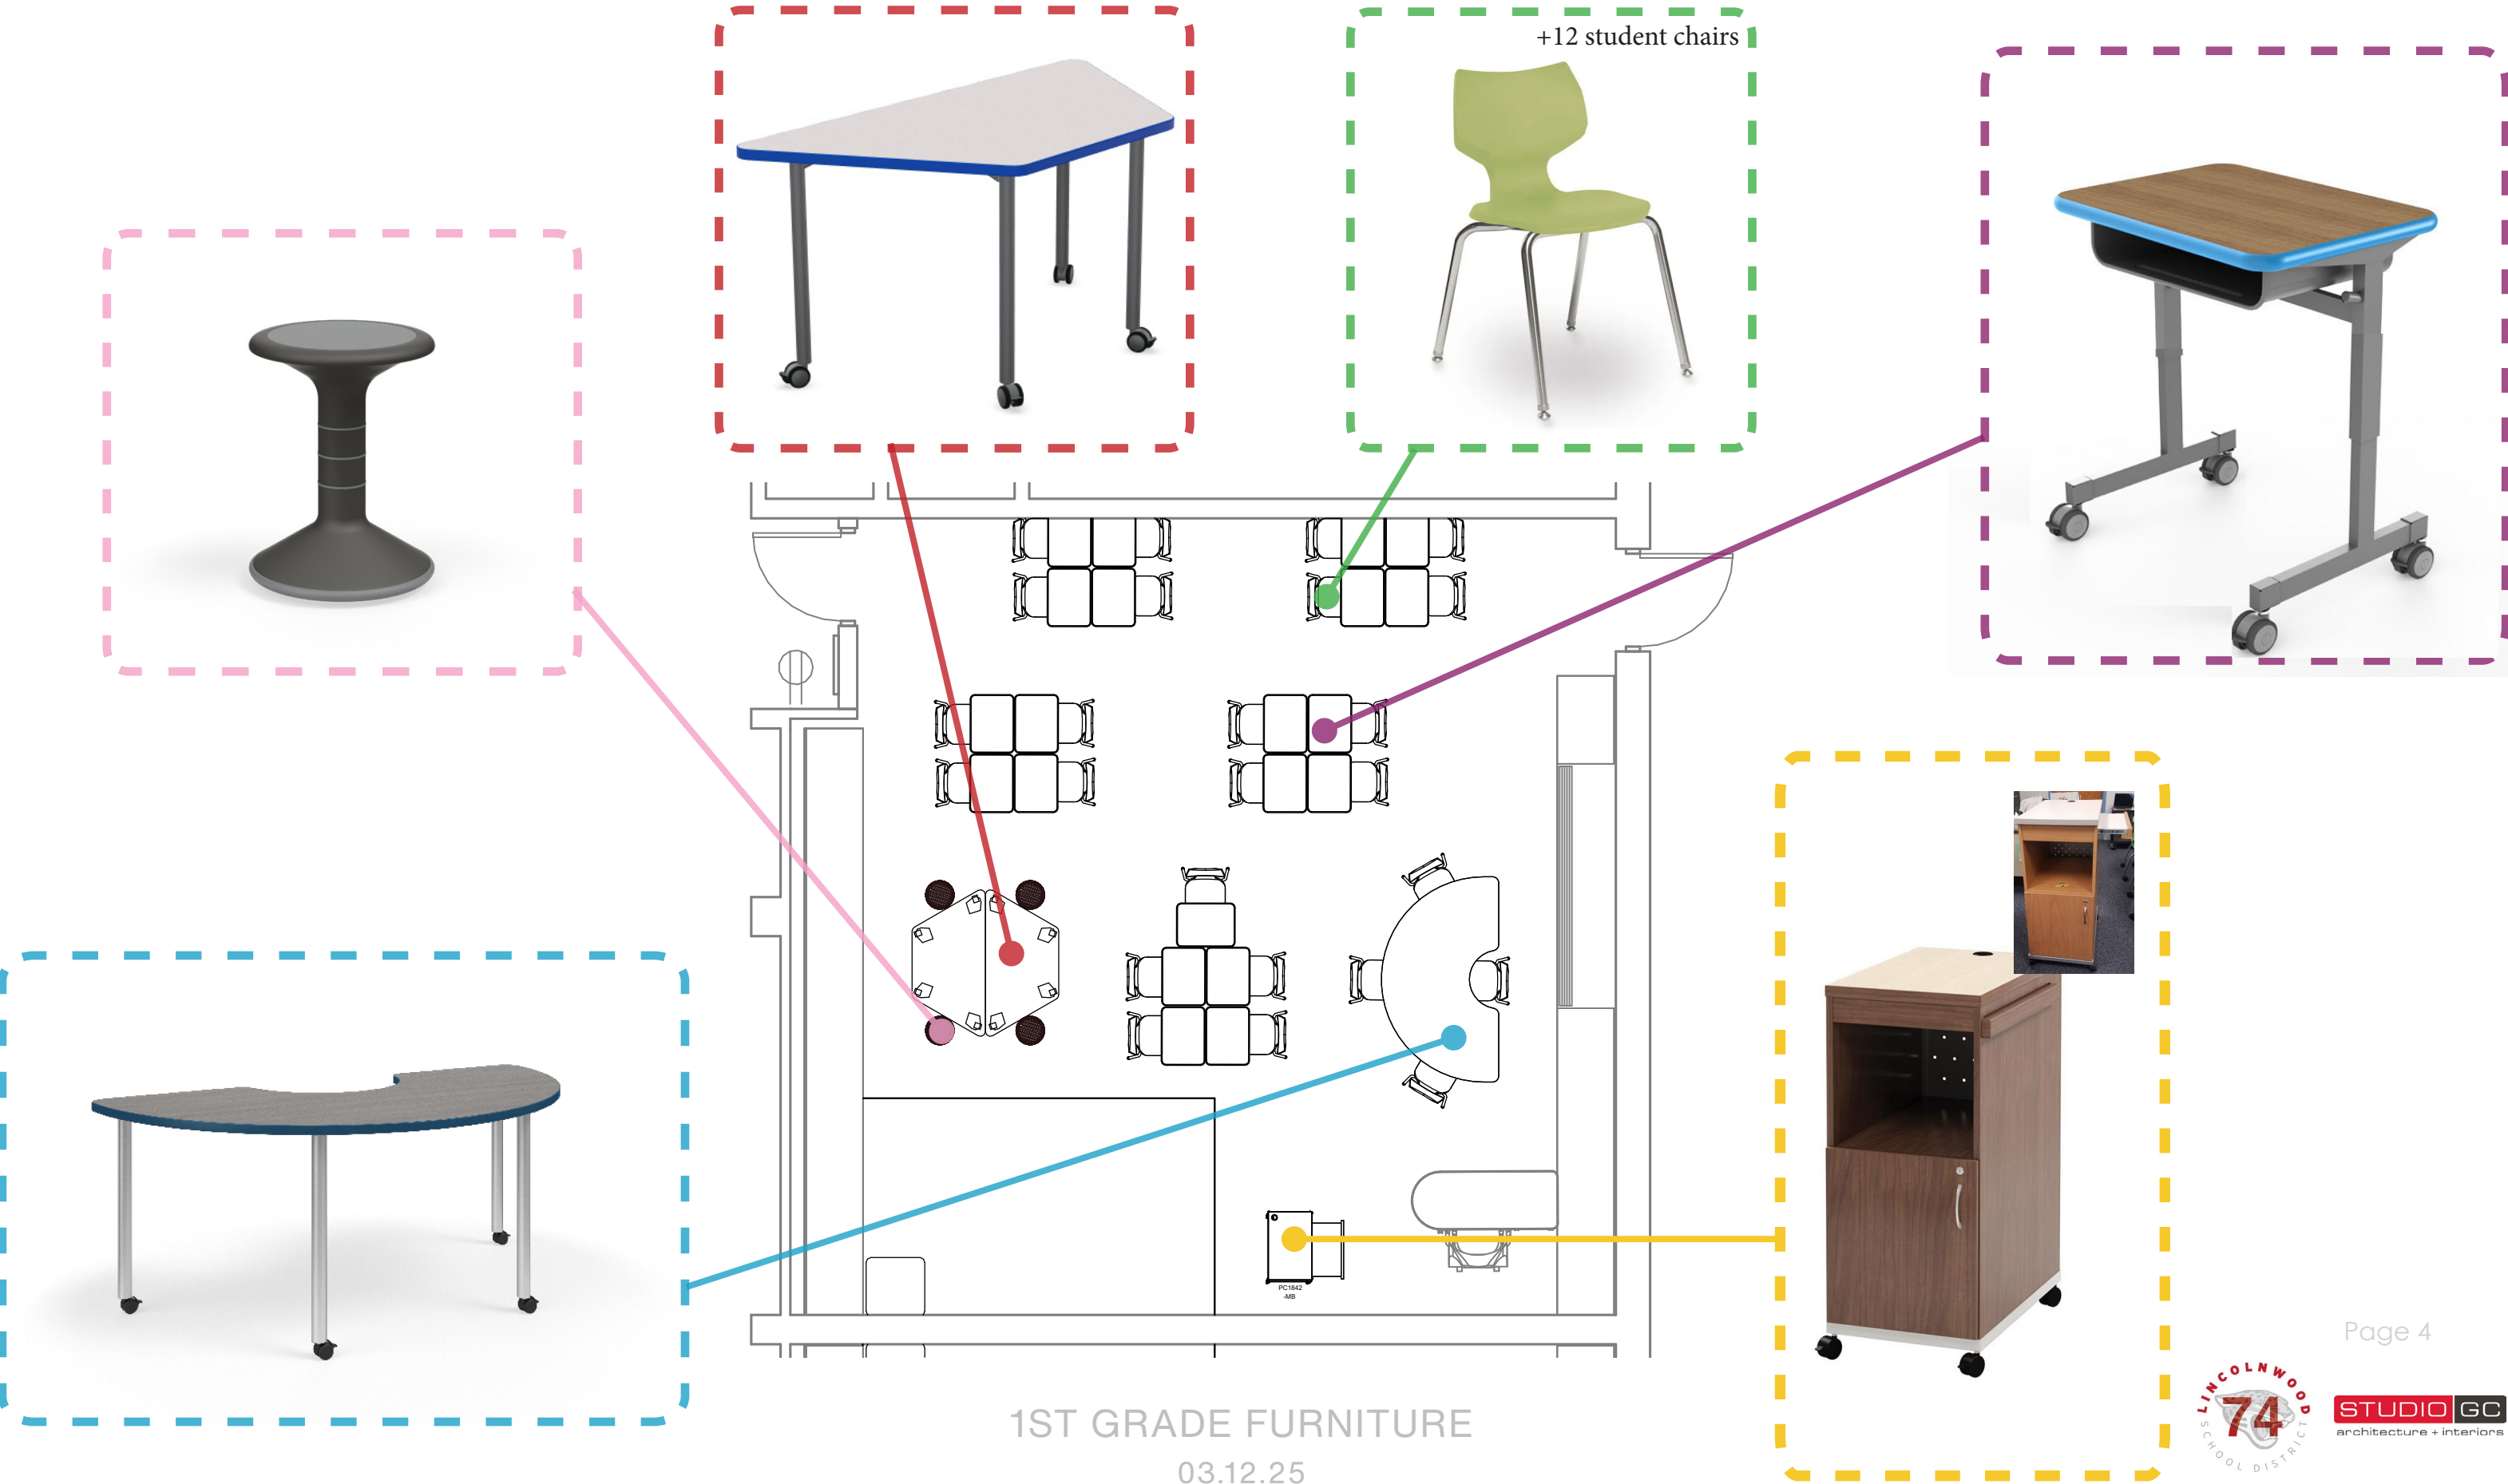 +12 student chairs
PC1842
-MB
Page 4
LINCOLNWOOD
74
SCHOOL DISTRICT
STUDIO GC
architecture + interiors
1ST GRADE FURNITURE
03.12.25